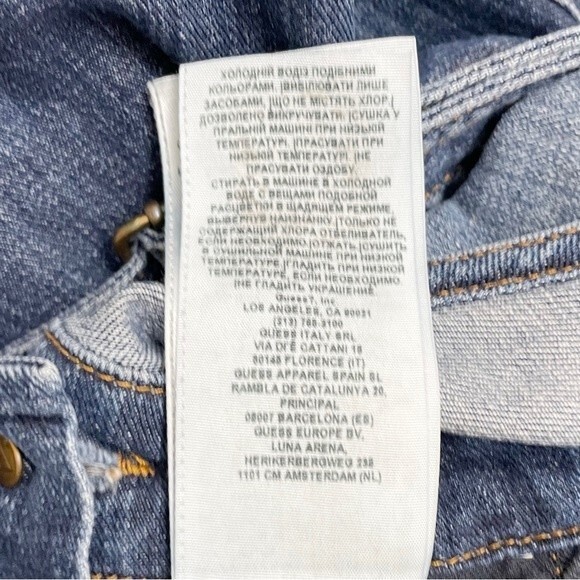 ХОЛОДНІЙ ВОДІЗ ПОДІБНИМИ
КОЛЬОРАМИ. |ВІДБІЛЮВАТИ ЛИШЕ
ЗАСОБАМИ, |ЩО НЕ МІСТЯТЬ ХЛОР.|
ДОЗВОЛЕНО ВИКРУЧУВАТИ. |СУШКА У
ПРАЛЬНІЙ МАШИНІ ПРИ НИЗЬКІЙ
ТЕМПЕРАТУРІ. |ПРАСУВАТИ ПРИ
НИЗЬКІЙ ТЕМПЕРАТУРІ. |НЕ
ПРАСУВАТИ ОЗДОБУ
СТИРАТЬ В МАШИНЕ В ХОЛОДНОЙ
ВОДЕ С ВЕЩАМИ ПОДОБНОЙ
РАСЦВЕТКИ В ЩАДЯЩЕМ РЕЖИМЕ,
ВЫВЕРНУВ НАИЗНАНКУ.|ТОЛЬКО НЕ
СОДЕРЖАЩИЙ ХЛОРА ОТБЕЛИВАТЕЛЬ,
ЕСЛИ НЕОБХОДИМО.|ОТЖАТЬ.|СУШИТЬ
В СУШИЛЬНОЙ МАШИНЕ ПРИ НИЗКОЙ
ТЕМПЕРАТУРЕ.|ГЛАДИТЬ ПРИ НИЗКОЙ
ТЕМПЕРАТУРЕ, ЕСЛИ НЕОБХОДИМО
|НЕ ГЛАДИТЬ УКРАШЕНИЕ.
Guess?, Inc
LOS ANGELES, CA 90021
(213) 765-3100
GUESS ITALY SRL
VIA DI'E CATTANI 18
50145 FLORENCE (IT)
GUESS APPAREL SPAIN SL
RAMBLA DE CATALUNYA 20,
PRINCIPAL
08007 BARCELONA (ES)
GUESS EUROPE BV,
LUNA ARENA,
HERIKERBERGWEG 238
1101 CM AMSTERDAM (NL)